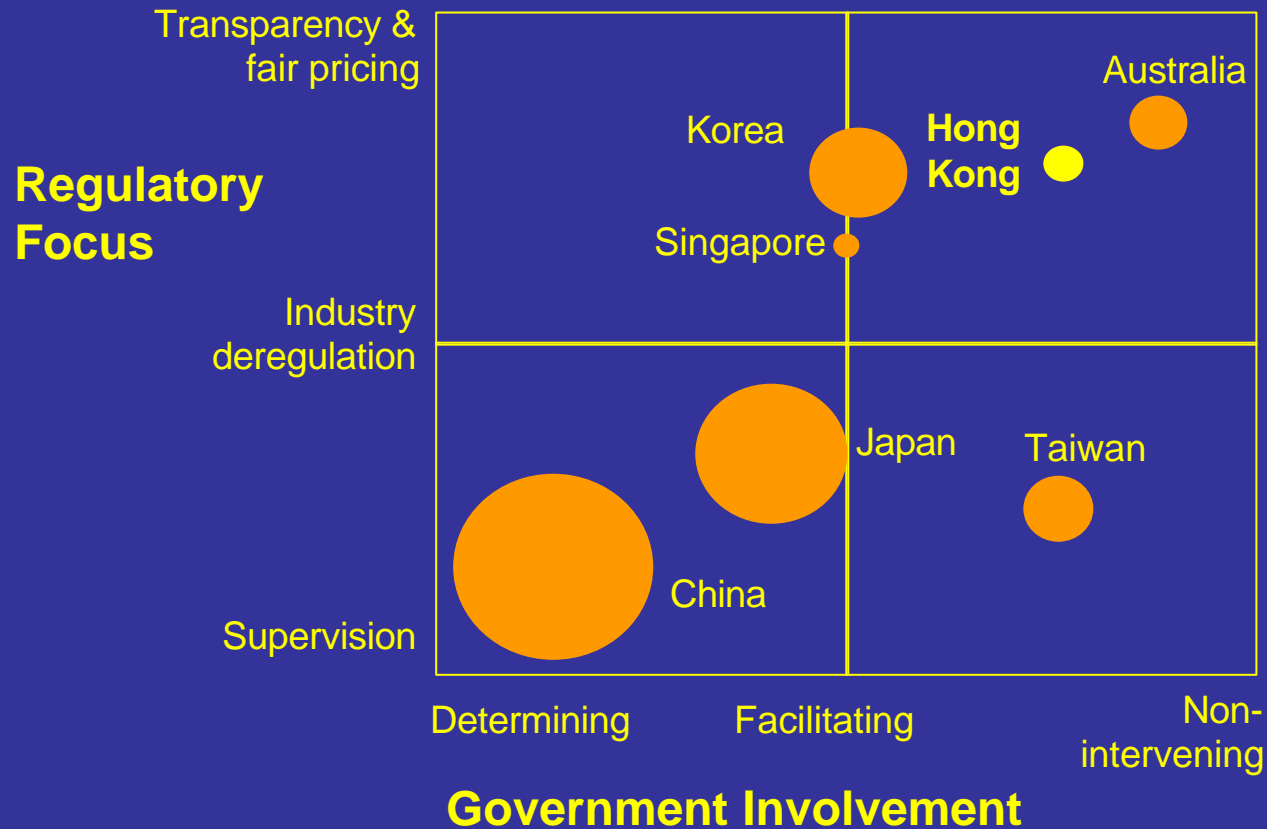 Transparency &
fair pricing
Australia
Korea
Hong
Kong
Regulatory
Focus
Singapore
Industry
deregulation
Japan
Taiwan
China
Supervision
Determining
Facilitating
Non-
intervening
Government Involvement